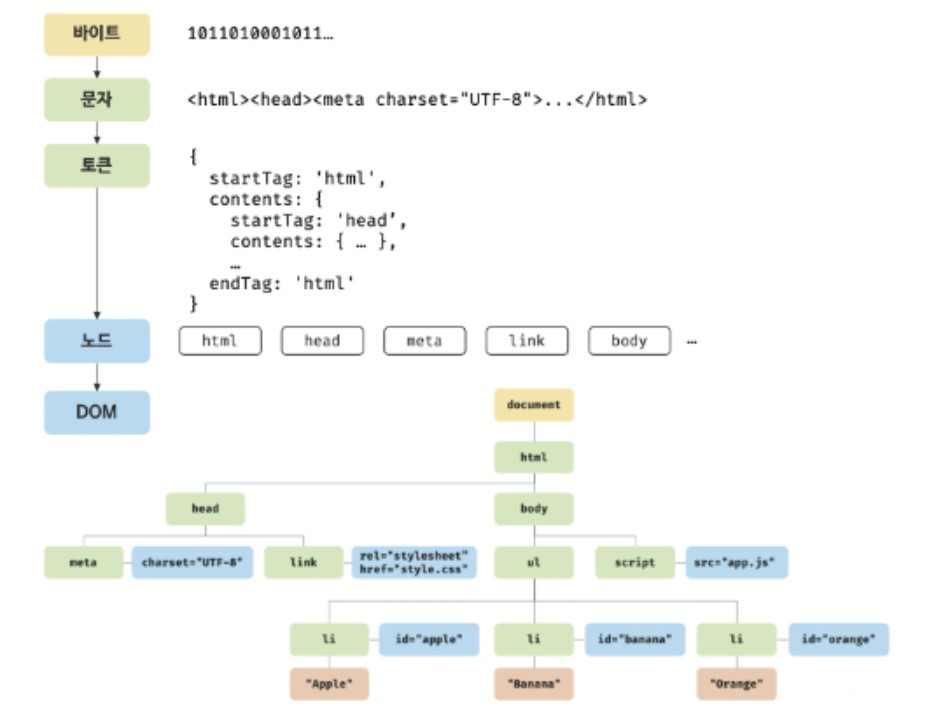 바이트
1011010001011…
문자
<html><head><meta charset="UTF-8">...</html>
토큰
{
startTag: 'html',
contents: {
startTag: 'head’,
contents: { … },
…
endTag: 'html'
}
노드
html head meta link body …
DOM
document
html
head body
meta charset="UTF-8" link rel="stylesheet"
href="style.css" ul script src="app.js"
li id="apple" li id="banana" li id="orange"
"Apple" "Banana" "Orange"